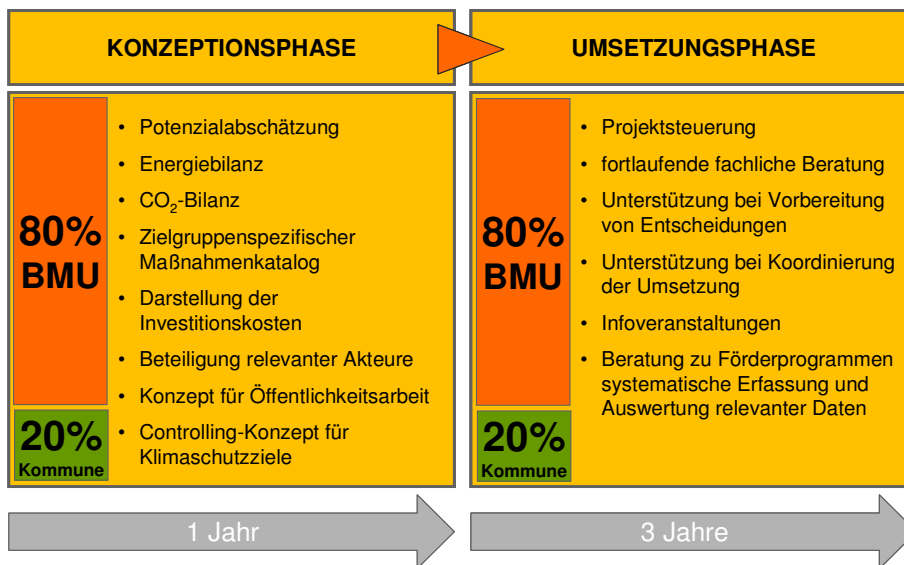 KONZEPTIONSPHASE
80%
BMU
20%
Kommune
• Potenzialabschätzung
• Energiebilanz
• CO₂-Bilanz
• Zielgruppenspezifischer
Maßnahmenkatalog
• Darstellung der
Investitionskosten
• Beteiligung relevanter Akteure
• Konzept für Öffentlichkeitsarbeit
• Controlling-Konzept für
Klimaschutzziele
1 Jahr
UMSETZUNGSPHASE
80%
BMU
20%
Kommune
• Projektsteuerung
• fortlaufende fachliche Beratung
• Unterstützung bei Vorbereitung
von Entscheidungen
• Unterstützung bei Koordinierung
der Umsetzung
• Infoveranstaltungen
• Beratung zu Förderprogrammen
systematische Erfassung und
Auswertung relevanter Daten
3 Jahre